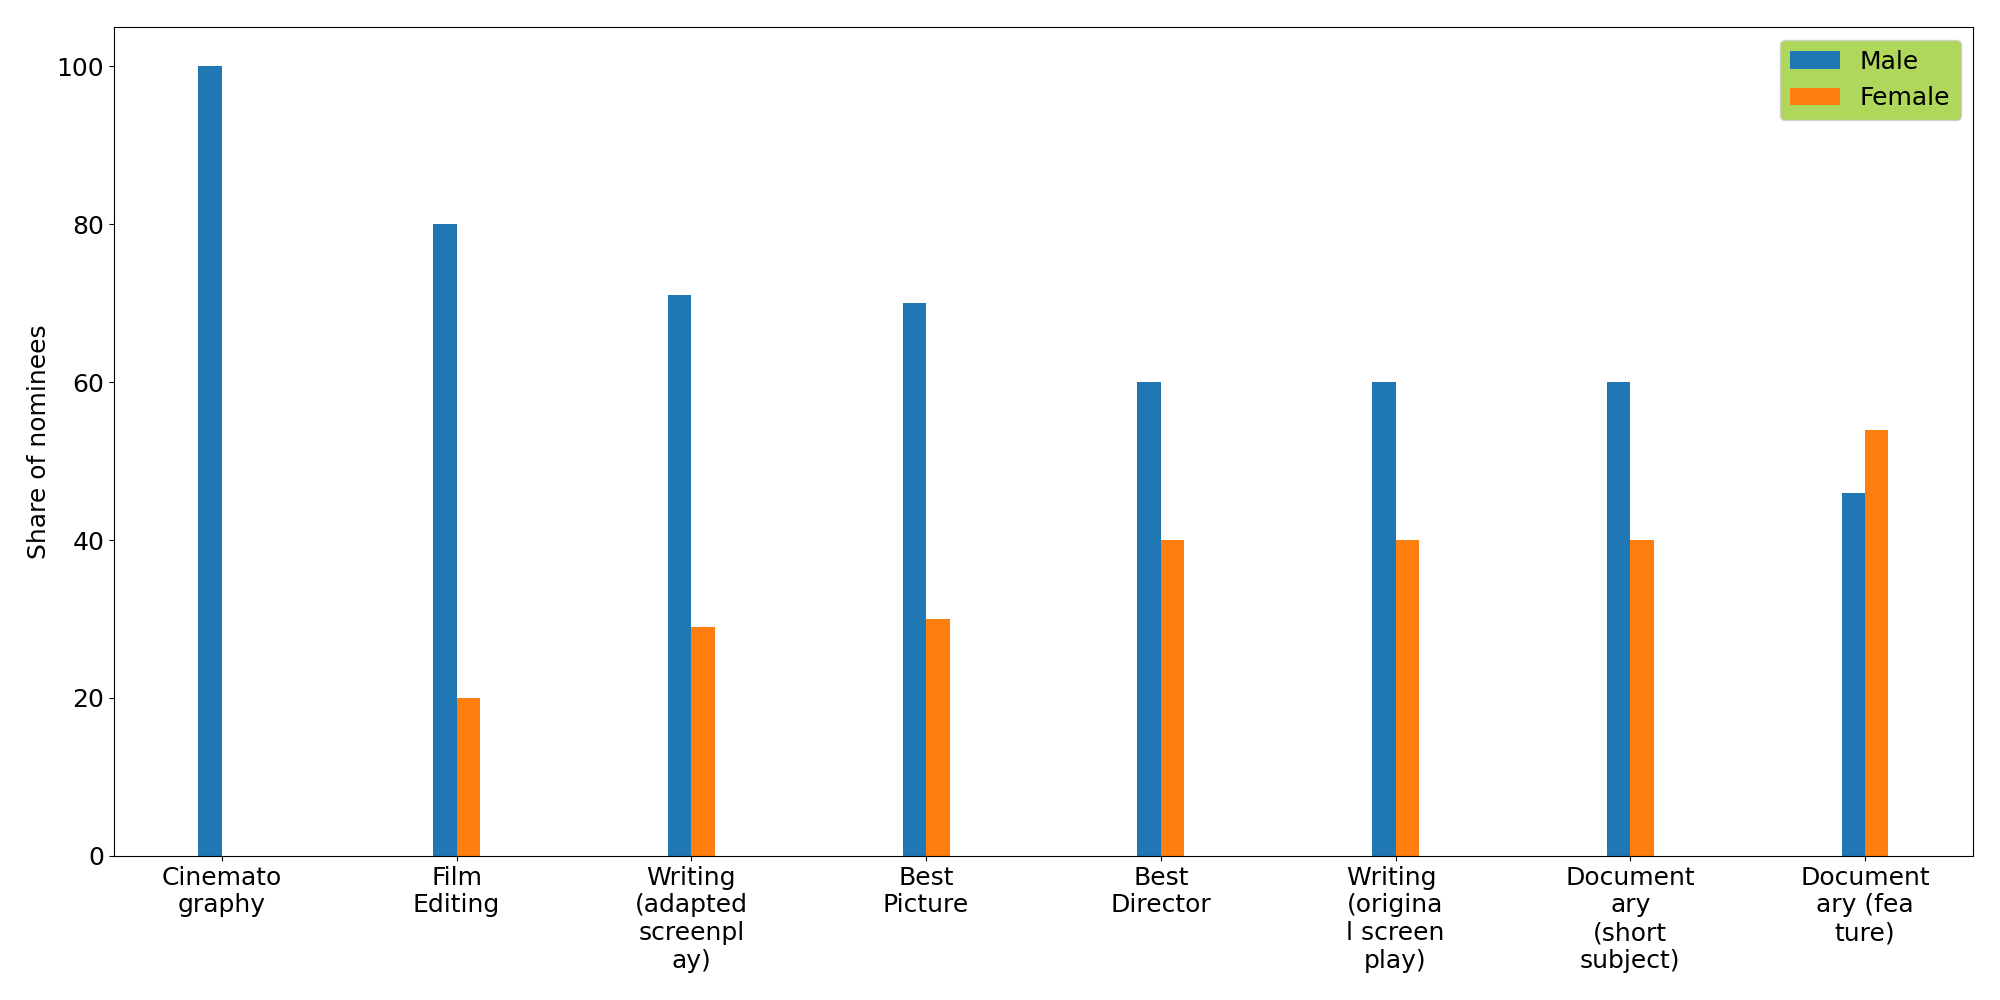 Male
Female
Share of nominees
100
80
60
40
20
0
Cinemato
graphy
Film
Editing
Writing
(adapted
screenpl
ay)
Best
Picture
Best
Director
Writing
(origina
l screen
play)
Document
ary
(short
subject)
Document
ary (fea
ture)